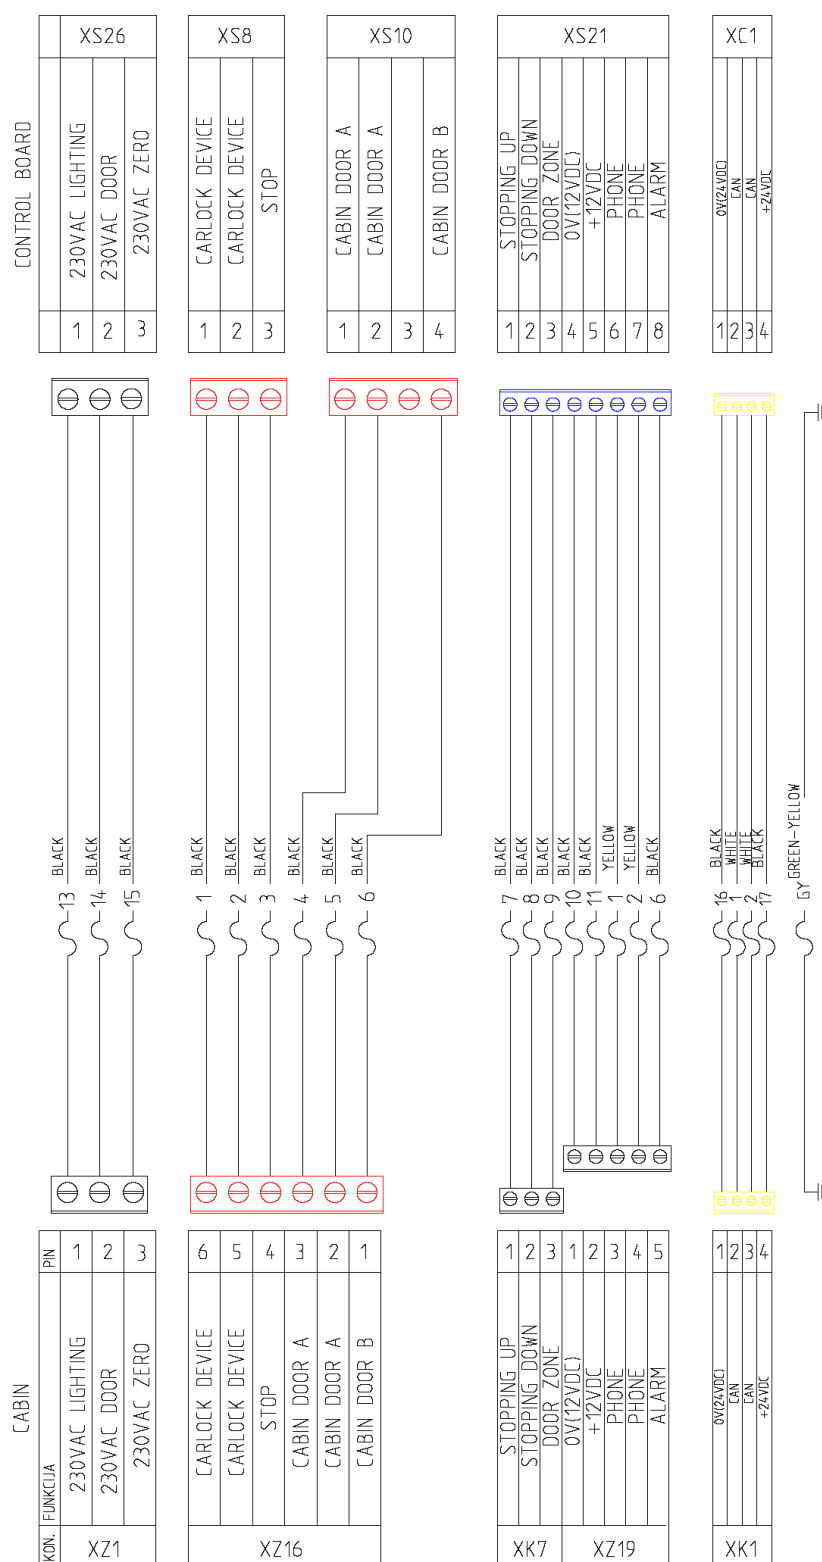 CONTROL BOARD
XS26
230VAC LIGHTING
230VAC DOOR
230VAC ZERO
1
2
3
XS8
CARLOCK DEVICE
CARLOCK DEVICE
STOP
1
2
3
XS10
CABIN DOOR A
CABIN DOOR A
CABIN DOOR B
1
2
3
4
XS21
STOPPING UP
STOPPING DOWN
DOOR ZONE
0V(12VDC)
+12VDC
PHONE
PHONE
ALARM
1
2
3
4
5
6
7
8
XC1
0V(24VDC)
CAN
CAN
+24VDC
1
2
3
4
BLACK
BLACK
BLACK
BLACK
BLACK
BLACK
BLACK
BLACK
BLACK
BLACK
BLACK
BLACK
BLACK
BLACK
YELLOW
YELLOW
BLACK
BLACK
WHITE
WHITE
BLACK
GREEN-YELLOW
13
14
15
1
2
3
4
5
6
7
8
9
10
11
1
2
6
16
1
2
17
GY
CABIN
PIN
FUNKCIJA
KON.
1
2
3
230VAC LIGHTING
230VAC DOOR
230VAC ZERO
XZ1
6
5
4
3
2
1
CARLOCK DEVICE
CARLOCK DEVICE
STOP
CABIN DOOR A
CABIN DOOR A
CABIN DOOR B
XZ16
1
2
3
1
2
3
4
5
STOPPING UP
STOPPING DOWN
DOOR ZONE
0V(12VDC)
+12VDC
PHONE
PHONE
ALARM
XK7
XZ19
1
2
3
4
0V(24VDC)
CAN
CAN
+24VDC
XK1